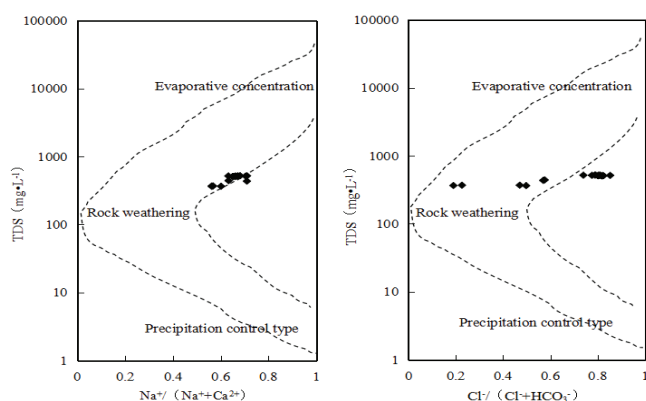 100000
10000
1000
100
10
1
TDS（mg•L⁻¹）
Evaporative concentration
Rock weathering
Precipitation control type
0 0.2 0.4 0.6 0.8 1
Na⁺/（Na⁺+Ca²⁺）
100000
10000
1000
100
10
1
TDS（mg•L⁻¹）
Evaporative concentration
Rock weathering
Precipitation control type
0 0.2 0.4 0.6 0.8 1
Cl⁻/（Cl⁻+HCO₃⁻）